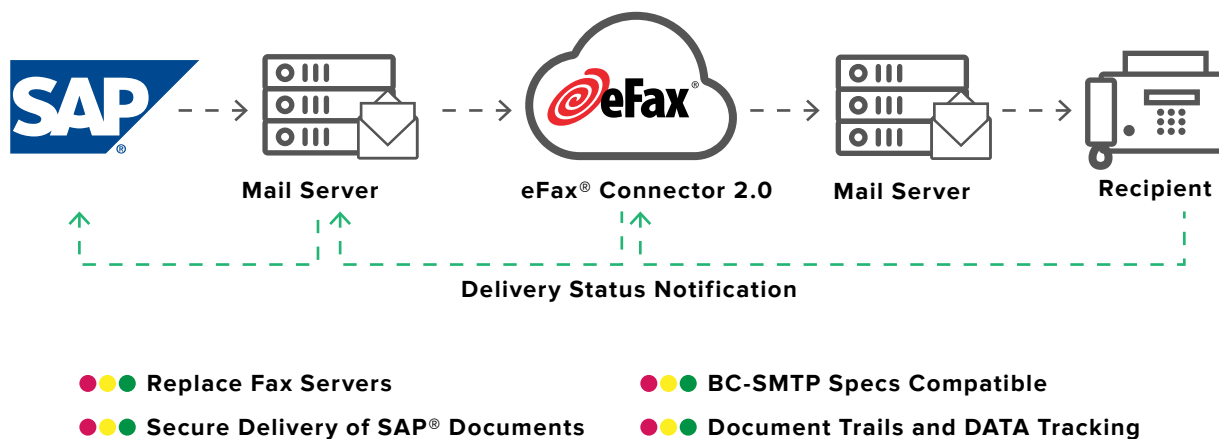 SAP®
eFax®
Mail Server
eFax® Connector 2.0
Mail Server
Recipient
Delivery Status Notification
Replace Fax Servers
BC-SMTP Specs Compatible
Secure Delivery of SAP® Documents
Document Trails and DATA Tracking